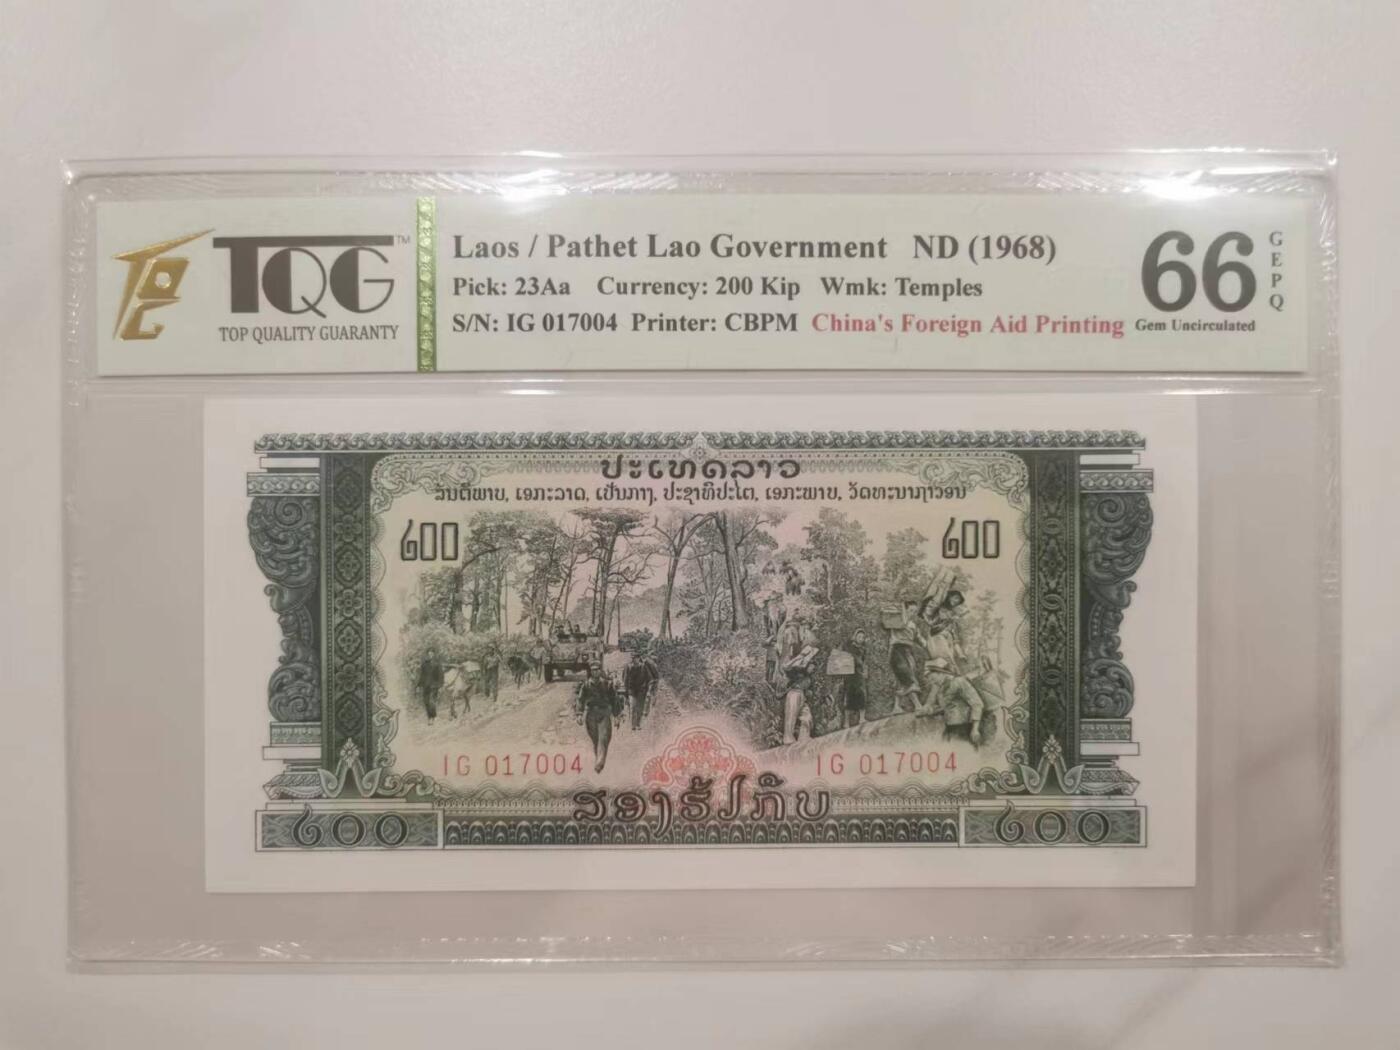 TQG™
TOP QUALITY GUARANTY
Laos / Pathet Lao Government ND (1968)
Pick: 23Aa Currency: 200 Kip Wmk: Temples
S/N: IG 017004 Printer: CBPM China's Foreign Aid Printing
66
GEPQ
Gem Uncirculated
ປະເທດລາວ
ສັນຕິພາບ, ເອກະລາດ, ເປັນກາງ, ປະຊາທິປະໄຕ, ເອກະພາບ, ວັດທະນາຖາວອນ
໒໐໐ ໒໐໐
IG 017004 IG 017004
ສອງຮ້ອຍກີບ
໒໐໐ ໒໐໐